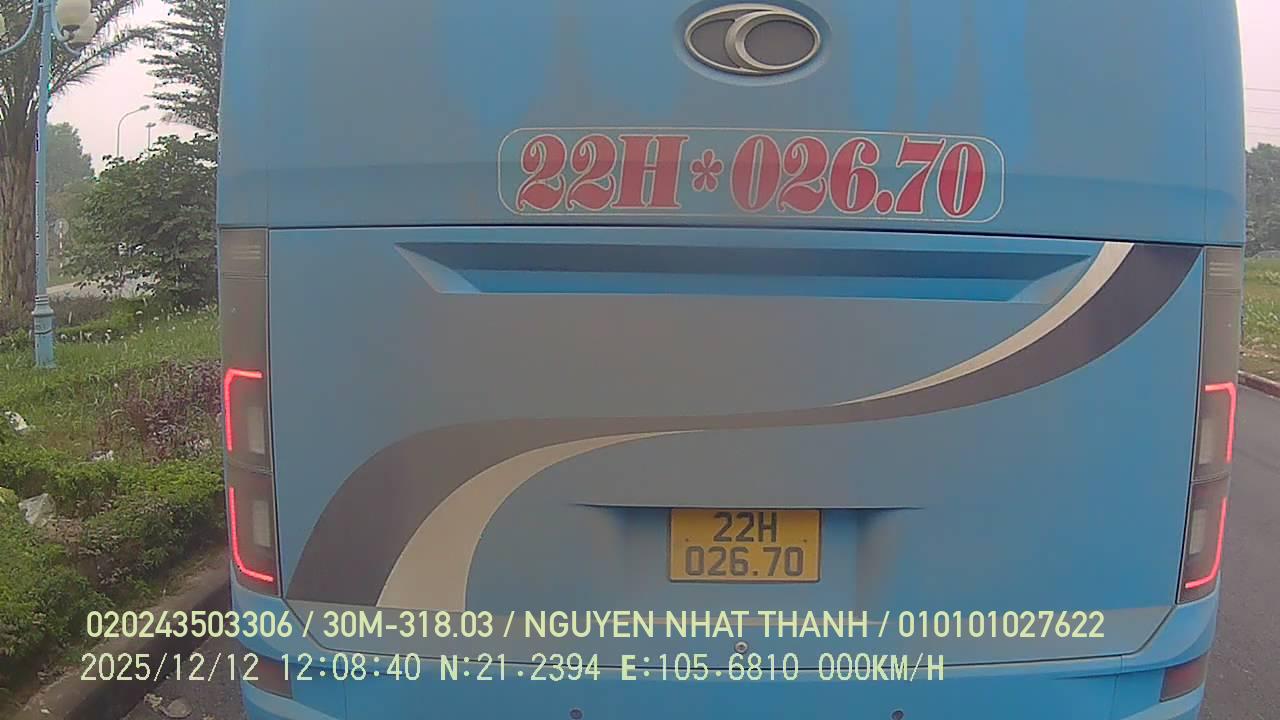 22H*026.70
22H
026.70
020243503306 / 30M-318.03 / NGUYEN NHAT THANH / 010101027622
2025/12/12 12:08:40 N:21.2394 E:105.6810 000KM/H